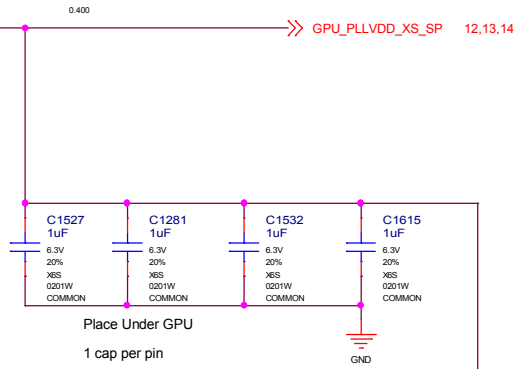 0.400
GPU_PLLVDD_XS_SP 12,13,14
C1527
1uF
6.3V
20%
X6S
0201W
COMMON
C1281
1uF
6.3V
20%
X6S
0201W
COMMON
C1532
1uF
6.3V
20%
X6S
0201W
COMMON
C1615
1uF
6.3V
20%
X6S
0201W
COMMON
Place Under GPU
1 cap per pin
GND